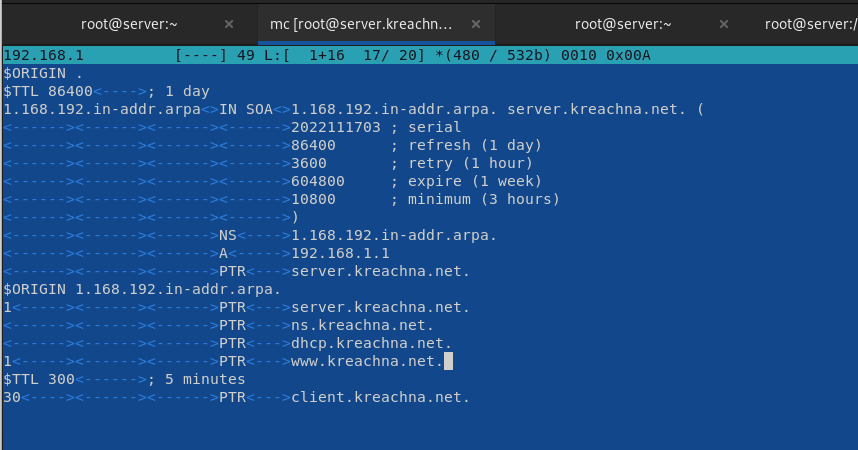 root@server:~ × mc [root@server.kreachn... × root@server:~ × root@server:/
192.168.1 [----] 49 L:[ 1+16 17/ 20] *(480 / 532b) 0010 0x00A
$ORIGIN .
$TTL 86400<---->; 1 day
1.168.192.in-addr.arpa<>IN SOA<>1.168.192.in-addr.arpa. server.kreachna.net. (
<------><------><------><------>2022111703 ; serial
<------><------><------><------>86400      ; refresh (1 day)
<------><------><------><------>3600       ; retry (1 hour)
<------><------><------><------>604800     ; expire (1 week)
<------><------><------><------>10800      ; minimum (3 hours)
<------><------><------><------>)
<------><------><------>NS<---->1.168.192.in-addr.arpa.
<------><------><------>A<----->192.168.1.1
<------><------><------>PTR<--->server.kreachna.net.
$ORIGIN 1.168.192.in-addr.arpa.
1<-----><------><------>PTR<--->server.kreachna.net.
<------><------><------>PTR<--->ns.kreachna.net.
<------><------><------>PTR<--->dhcp.kreachna.net.
1<-----><------><------>PTR<--->www.kreachna.net.
$TTL 300<------>; 5 minutes
30<----><------><------>PTR<--->client.kreachna.net.